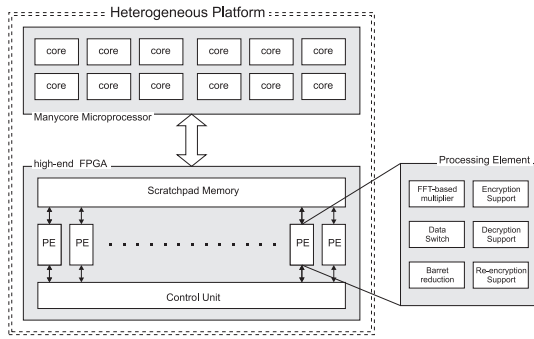 Heterogeneous Platform
core core core core core core
core core core core core core
Manycore Microprocessor
high-end FPGA
Scratchpad Memory
PE PE PE PE
Control Unit
Processing Element
FFT-based
multiplier
Encryption
Support
Data
Switch
Decryption
Support
Barret
reduction
Re-encryption
Support